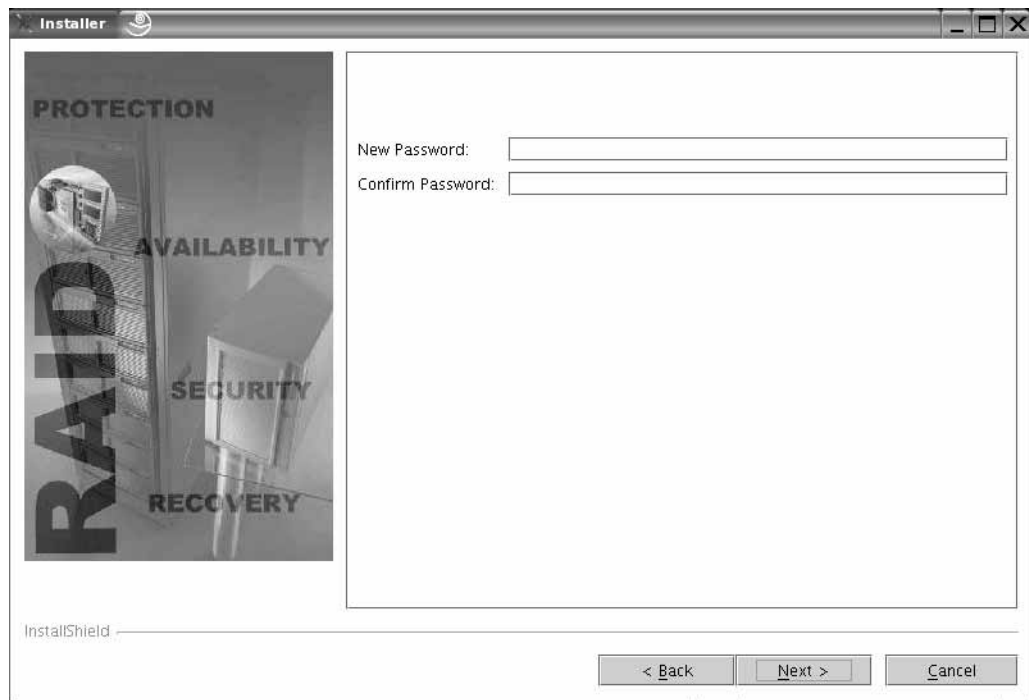 Installer
PROTECTION
AVAILABILITY
RAID
SECURITY
RECOVERY
New Password:
Confirm Password:
InstallShield
< Back
Next >
Cancel